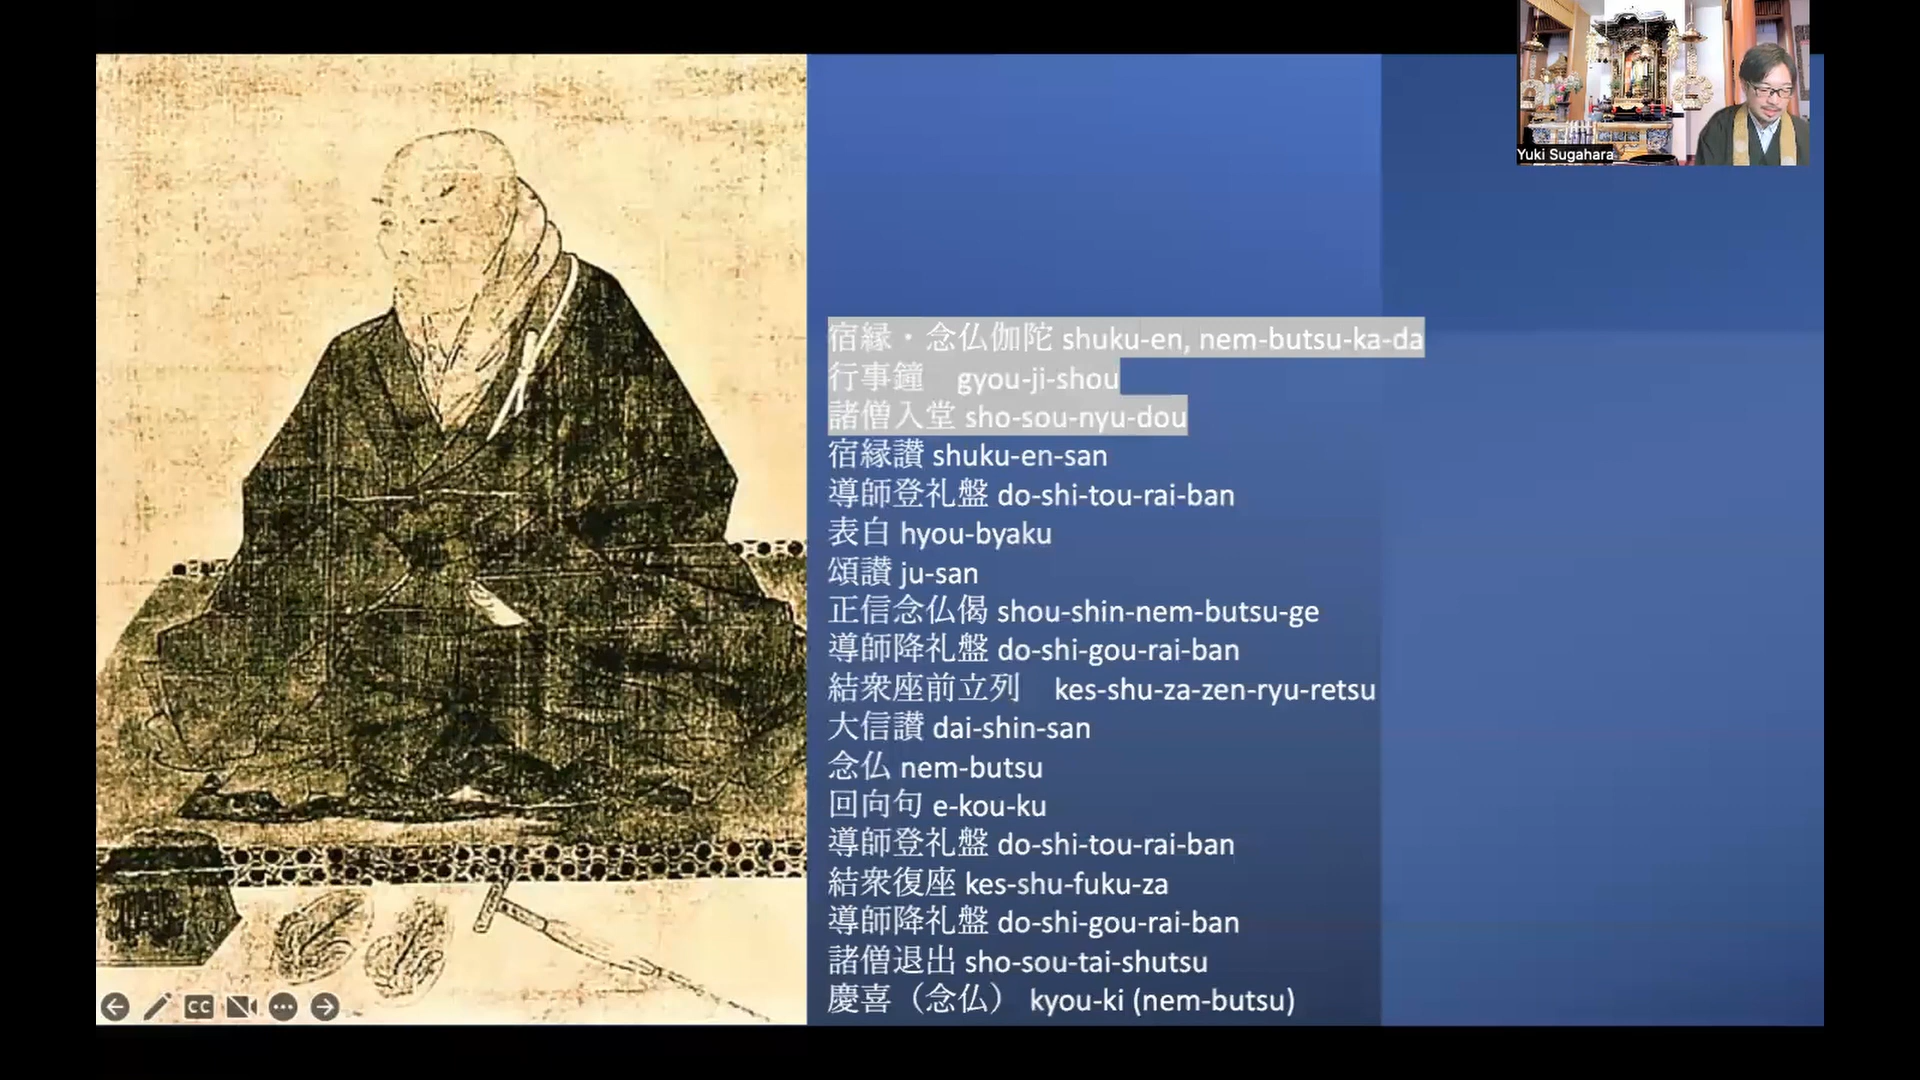 Yuki Sugahara
宿縁・念仏伽陀 shuku-en, nem-butsu-ka-da
行事鐘　gyou-ji-shou
諸僧入堂 sho-sou-nyu-dou
宿縁讃 shuku-en-san
導師登礼盤 do-shi-tou-rai-ban
表白 hyou-byaku
頌讃 ju-san
正信念仏偈 shou-shin-nem-butsu-ge
導師降礼盤 do-shi-gou-rai-ban
結衆座前立列　kes-shu-za-zen-ryu-retsu
大信讃 dai-shin-san
念仏 nem-butsu
回向句 e-kou-ku
導師登礼盤 do-shi-tou-rai-ban
結衆復座 kes-shu-fuku-za
導師降礼盤 do-shi-gou-rai-ban
諸僧退出 sho-sou-tai-shutsu
慶喜（念仏） kyou-ki (nem-butsu)
CC